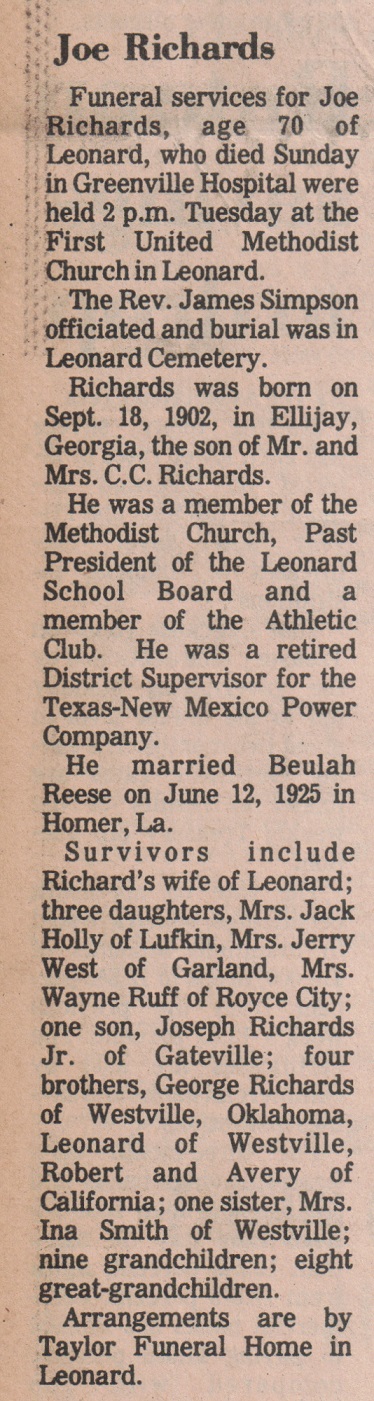 Joe Richards
Funeral services for Joe
Richards, age 70 of
Leonard, who died Sunday
in Greenville Hospital were
held 2 p.m. Tuesday at the
First United Methodist
Church in Leonard.
The Rev. James Simpson
officiated and burial was in
Leonard Cemetery.
Richards was born on
Sept. 18, 1902, in Ellijay,
Georgia, the son of Mr. and
Mrs. C.C. Richards.
He was a member of the
Methodist Church, Past
President of the Leonard
School Board and a
member of the Athletic
Club. He was a retired
District Supervisor for the
Texas-New Mexico Power
Company.
He married Beulah
Reese on June 12, 1925 in
Homer, La.
Survivors include
Richard's wife of Leonard;
three daughters, Mrs. Jack
Holly of Lufkin, Mrs. Jerry
West of Garland, Mrs.
Wayne Ruff of Royce City;
one son, Joseph Richards
Jr. of Gateville; four
brothers, George Richards
of Westville, Oklahoma,
Leonard of Westville,
Robert and Avery of
California; one sister, Mrs.
Ina Smith of Westville;
nine grandchildren; eight
great-grandchildren.
Arrangements are by
Taylor Funeral Home in
Leonard.